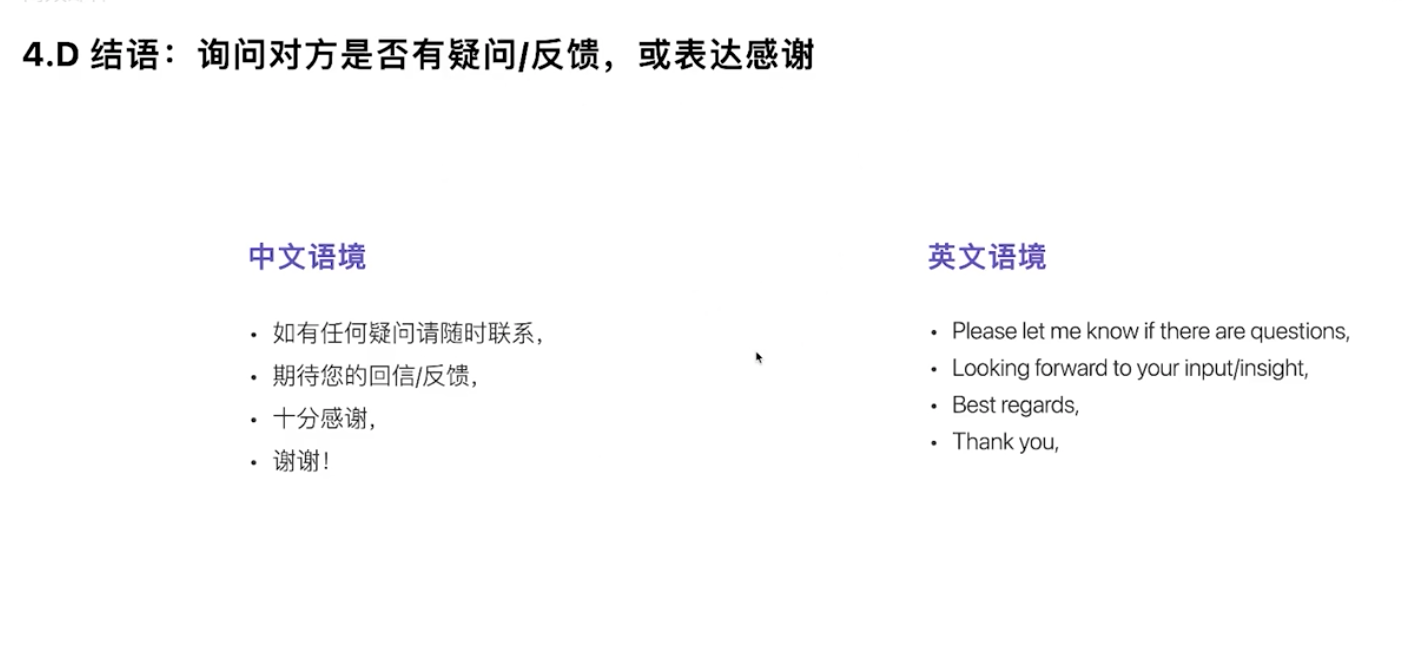 4.D 结语：询问对方是否有疑问/反馈，或表达感谢
中文语境
• 如有任何疑问请随时联系，
• 期待您的回信/反馈，
• 十分感谢，
• 谢谢！
英文语境
• Please let me know if there are questions,
• Looking forward to your input/insight,
• Best regards,
• Thank you,